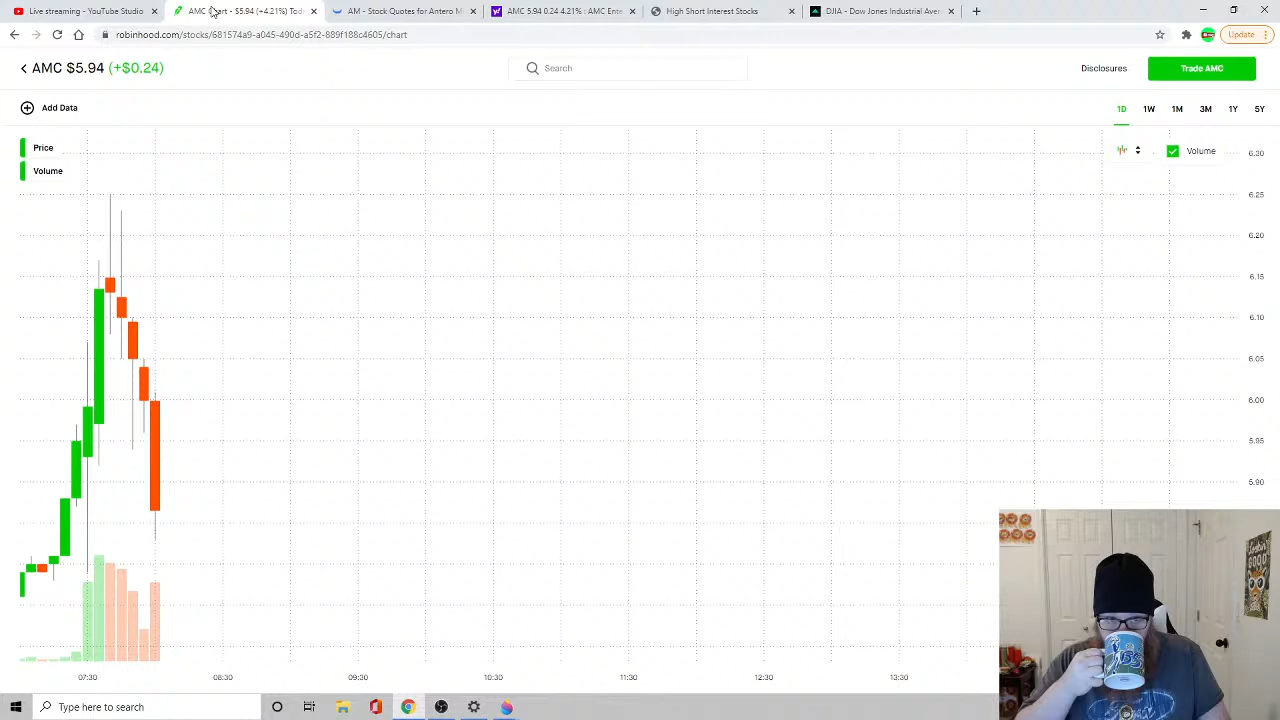 Live streaming - YouTube Studio
AMC Chart - $5.94 (+4.21%) Toda
AM - Stock Quotes for Antero M
AMC 5.94 0.24 4.21% : AMC Ente
High Short Interest Stocks
DJIA - Dow Jones Industrial Avera
robinhood.com/stocks/681574a9-a045-490d-a5f2-889f188c4605/chart
Update
AMC $5.94 (+$0.24)
Search
Disclosures
Trade AMC
Add Data
1D 1W 1M 3M 1Y 5Y
Price
Volume
Volume
6.30
6.25
6.20
6.15
6.10
6.05
6.00
5.95
5.90
07:30 08:30 09:30 10:30 11:30 12:30 13:30
Type here to search